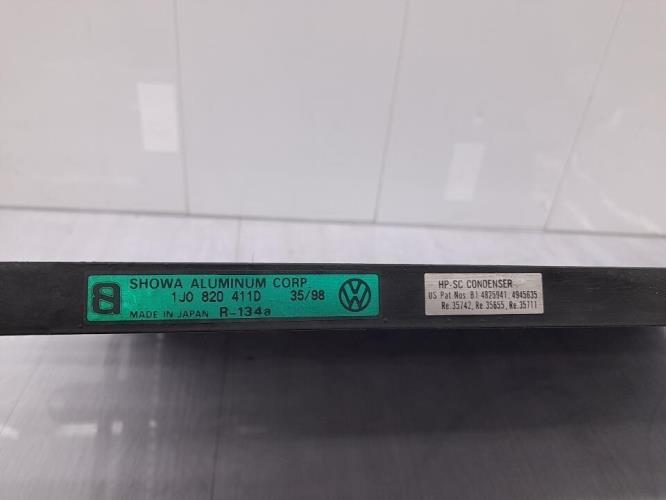 SHOWA ALUMINUM CORP.
1J0 820 411D 35/98
MADE IN JAPAN R-134a
HP-SC CONDENSER
US Pat. Nos. B1 4825941, 4945635
Re.35742, Re.35655, Re.35711